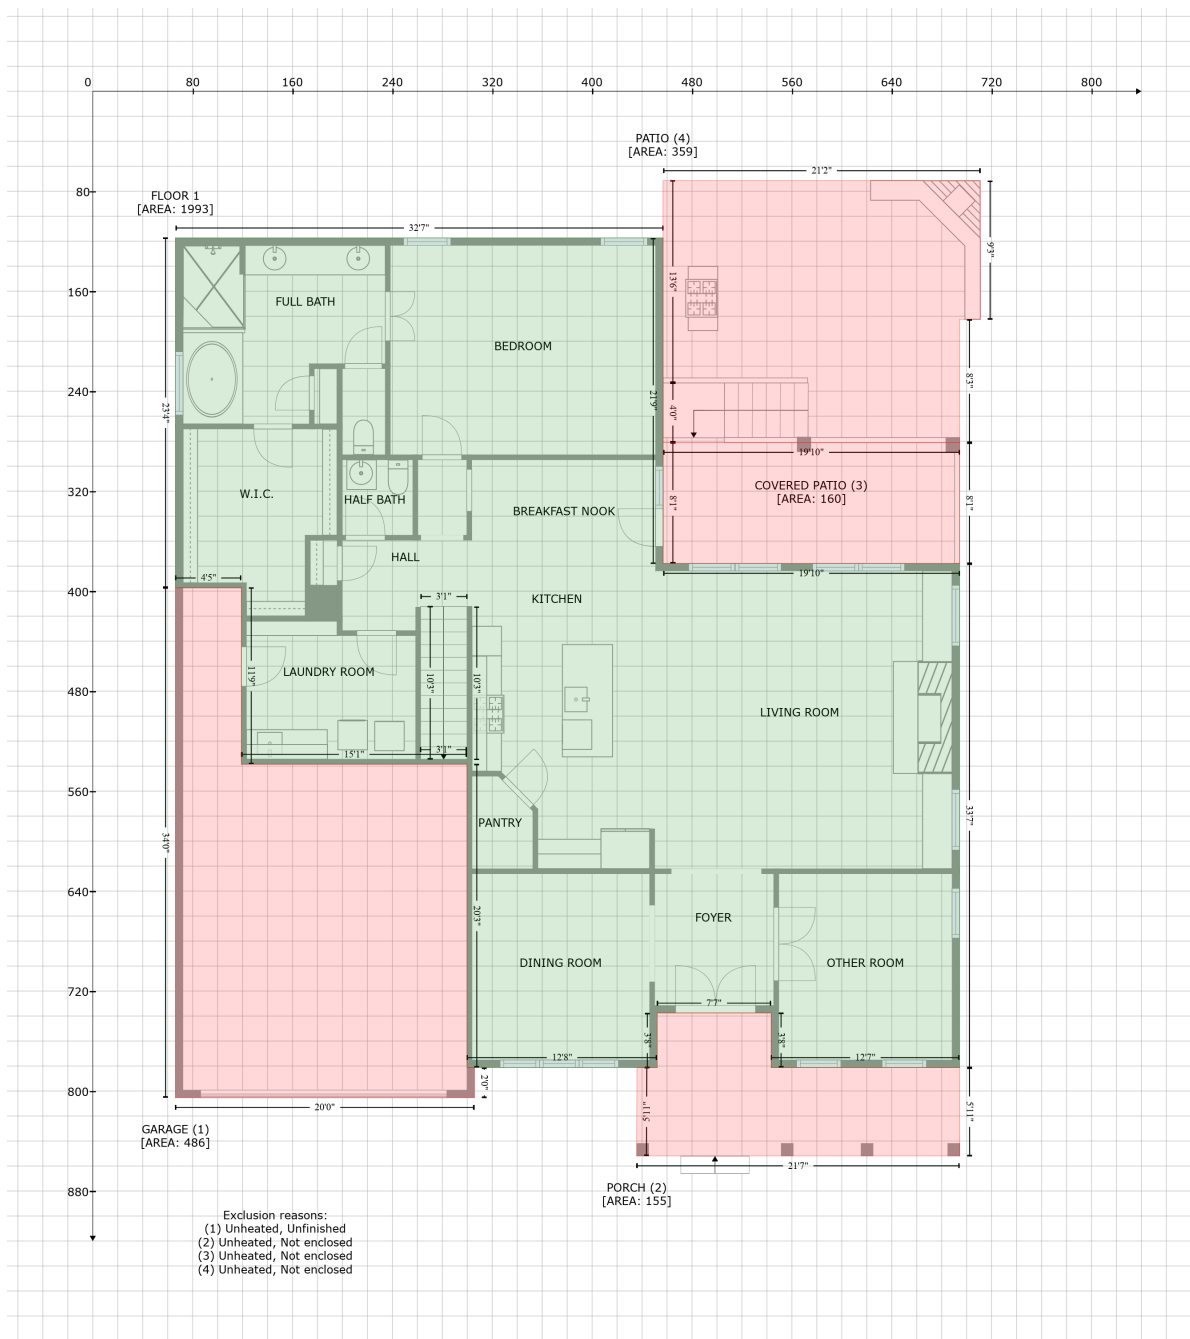 0 80 160 240 320 400 480 560 640 720 800
PATIO (4)
[AREA: 359]
21'2"
80
FLOOR 1
[AREA: 1993]
32'7"
9'3"
13'6"
160
FULL BATH
BEDROOM
240
21'9"
23'4"
4'0"
8'3"
19'10"
320
W.I.C.
HALF BATH
BREAKFAST NOOK
COVERED PATIO (3)
[AREA: 160]
8'1"
8'1"
HALL
4'5"
19'10"
400
3'1"
KITCHEN
LAUNDRY ROOM
11'9"
10'3"
10'3"
480
LIVING ROOM
15'1"
3'1"
560
PANTRY
33'7"
34'0"
640
20'3"
FOYER
DINING ROOM
OTHER ROOM
720
7'7"
3'8"
3'8"
12'8"
12'7"
800
2'0"
20'0"
5'11"
5'11"
GARAGE (1)
[AREA: 486]
21'7"
880
PORCH (2)
[AREA: 155]
Exclusion reasons:
(1) Unheated, Unfinished
(2) Unheated, Not enclosed
(3) Unheated, Not enclosed
(4) Unheated, Not enclosed